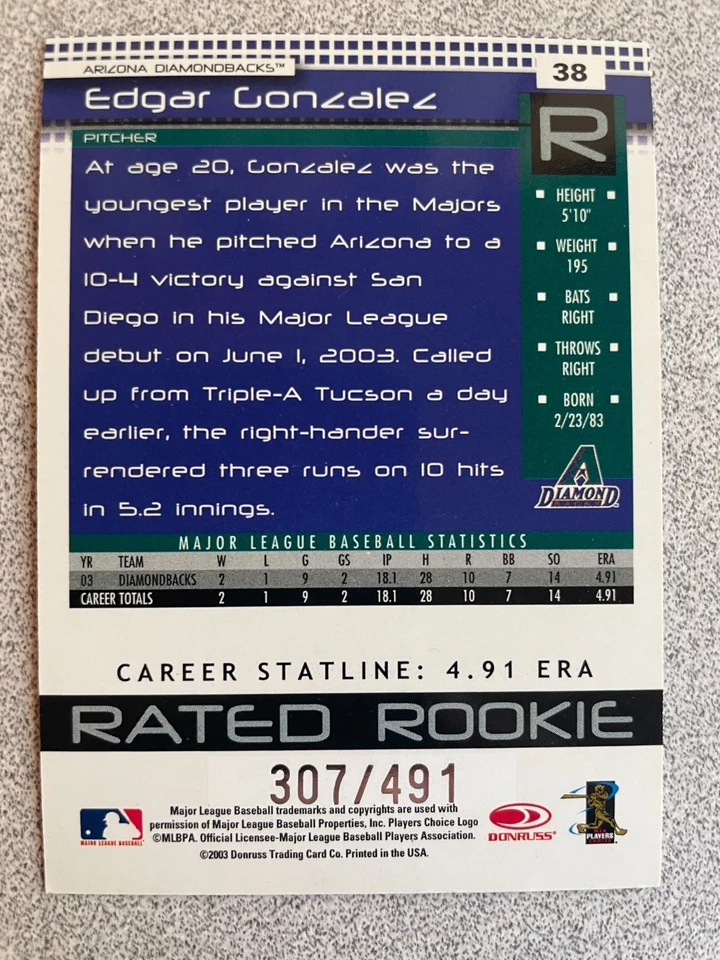 ARIZONA DIAMONDBACKS™
38
Edgar Gonzalez
R
PITCHER
At age 20, Gonzalez was the
youngest player in the Majors
when he pitched Arizona to a
10-4 victory against San
Diego in his Major League
debut on June 1, 2003. Called
up from Triple-A Tucson a day
earlier, the right-hander sur-
rendered three runs on 10 hits
in 5.2 innings.
HEIGHT
5'10"
WEIGHT
195
BATS
RIGHT
THROWS
RIGHT
BORN
2/23/83
A
DIAMOND
BACKS
MAJOR LEAGUE BASEBALL STATISTICS
YR TEAM W L G GS IP H R BB SO ERA
03 DIAMONDBACKS 2 1 9 2 18.1 28 10 7 14 4.91
CAREER TOTALS 2 1 9 2 18.1 28 10 7 14 4.91
CAREER STATLINE: 4.91 ERA
RATED ROOKIE
307/491
Major League Baseball trademarks and copyrights are used with
permission of Major League Baseball Properties, Inc. Players Choice Logo
©MLBPA. Official Licensee-Major League Baseball Players Association.
©2003 Donruss Trading Card Co. Printed in the USA.
MAJOR LEAGUE BASEBALL
DONRUSS
PLAYERS
CHOICE